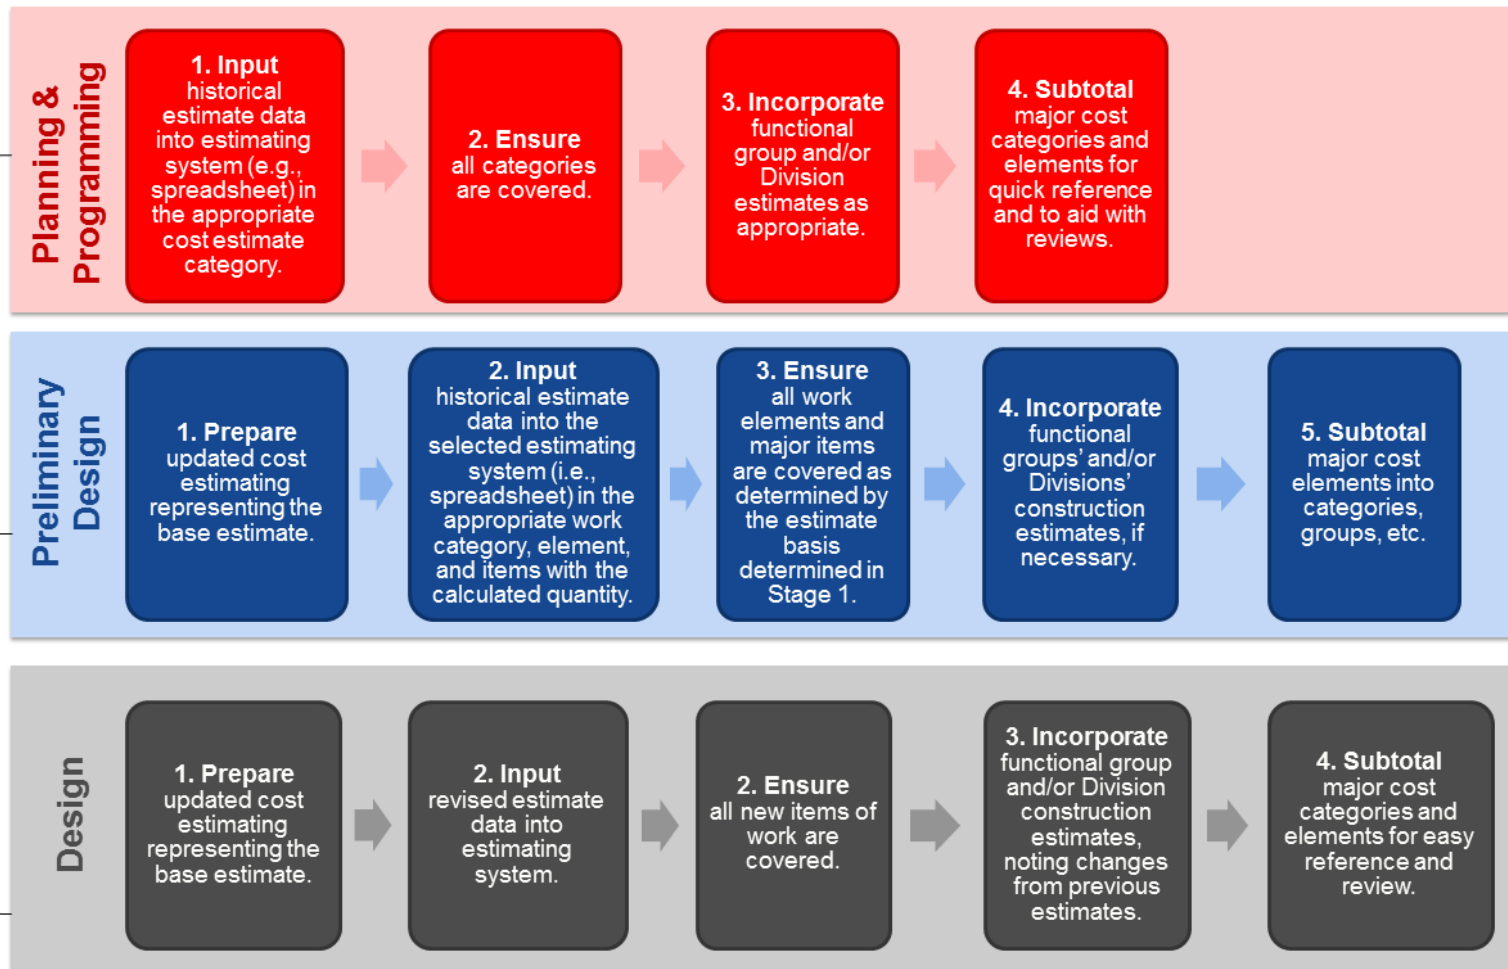 Planning &
Programming
1. Input
historical
estimate data
into estimating
system (e.g.,
spreadsheet) in
the appropriate
cost estimate
category.
2. Ensure
all categories
are covered.
3. Incorporate
functional
group and/or
Division
estimates as
appropriate.
4. Subtotal
major cost
categories and
elements for
quick reference
and to aid with
reviews.
Preliminary
Design
1. Prepare
updated cost
estimating
representing the
base estimate.
2. Input
historical estimate
data into the
selected estimating
system (i.e.,
spreadsheet) in the
appropriate work
category, element,
and items with the
calculated quantity.
3. Ensure
all work
elements and
major items
are covered as
determined by
the estimate
basis
determined in
Stage 1.
4. Incorporate
functional
groups’ and/or
Divisions’
construction
estimates, if
necessary.
5. Subtotal
major cost
elements into
categories,
groups, etc.
Design
1. Prepare
updated cost
estimating
representing the
base estimate.
2. Input
revised estimate
data into
estimating
system.
2. Ensure
all new items of
work are
covered.
3. Incorporate
functional group
and/or Division
construction
estimates,
noting changes
from previous
estimates.
4. Subtotal
major cost
categories and
elements for easy
reference and
review.